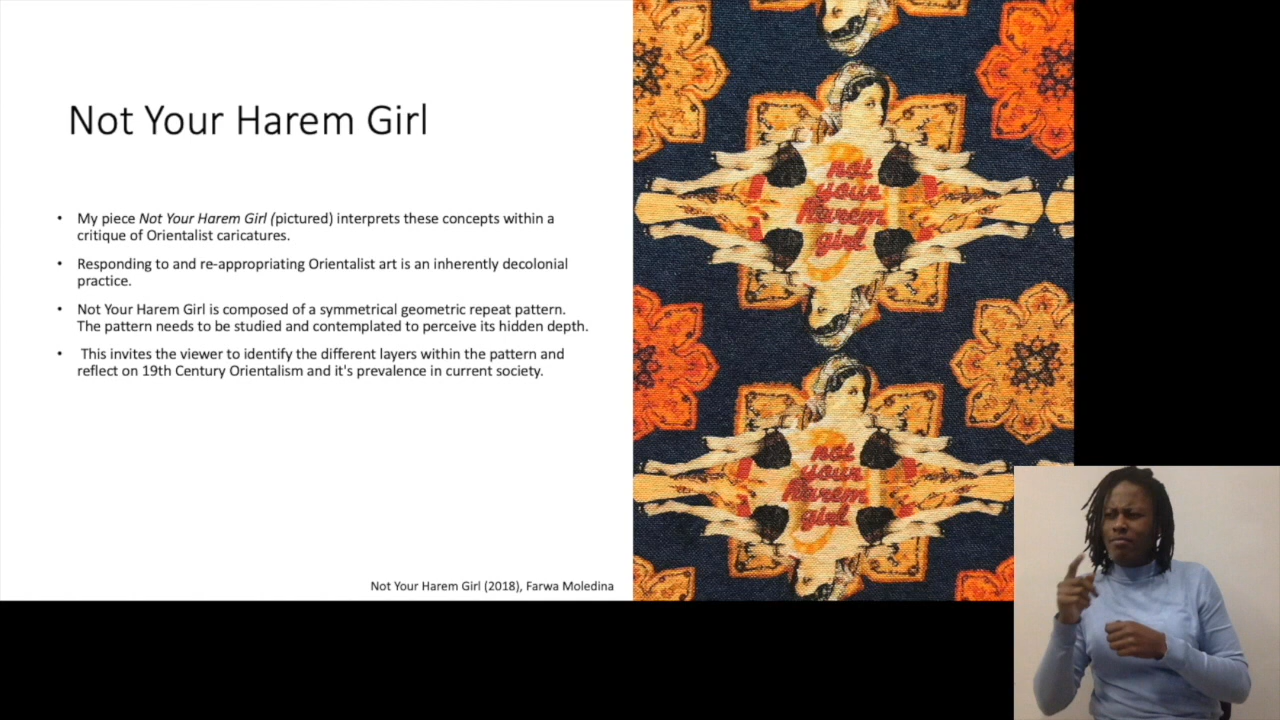 Not Your Harem Girl
• My piece Not Your Harem Girl (pictured) interprets these concepts within a
critique of Orientalist caricatures.
• Responding to and re-appropriating Orientalist art is an inherently decolonial
practice.
• Not Your Harem Girl is composed of a symmetrical geometric repeat pattern.
The pattern needs to be studied and contemplated to perceive its hidden depth.
• This invites the viewer to identify the different layers within the pattern and
reflect on 19th Century Orientalism and it's prevalence in current society.
Not Your Harem Girl (2018), Farwa Moledina
not
your
harem
girl
not
your
harem
girl